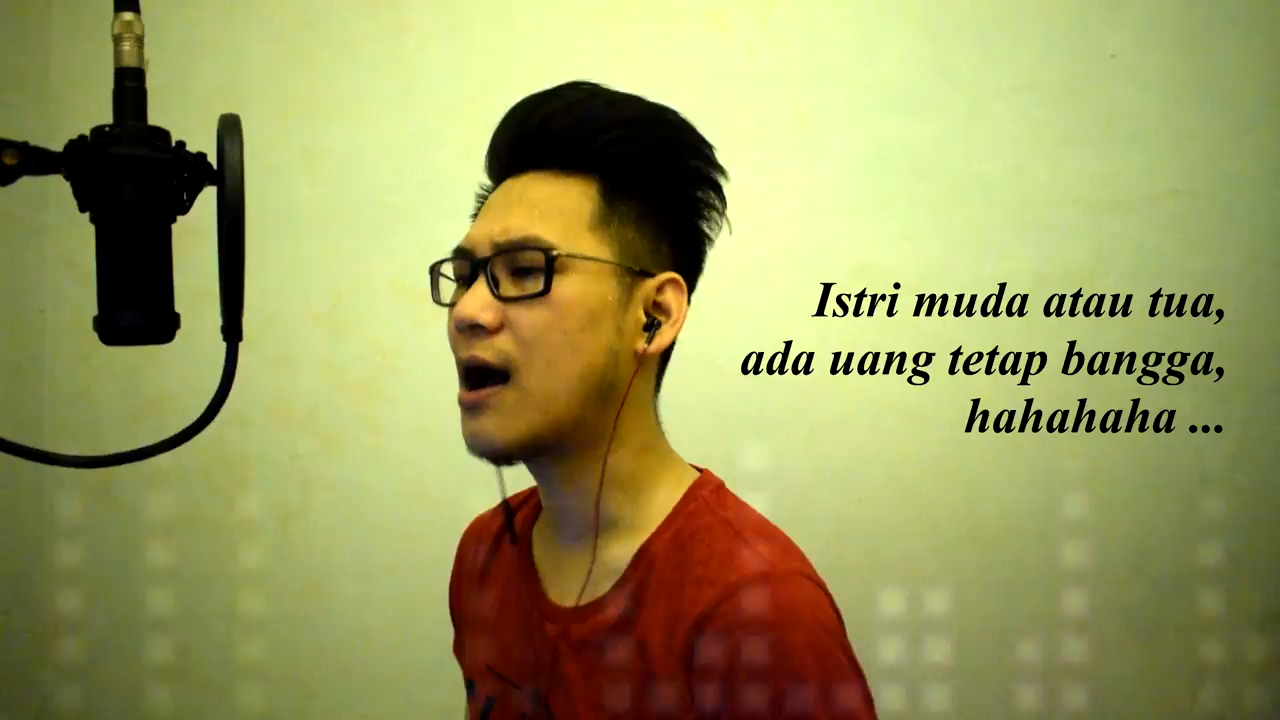 Istri muda atau tua,
ada uang tetap bangga,
hahahaha ...